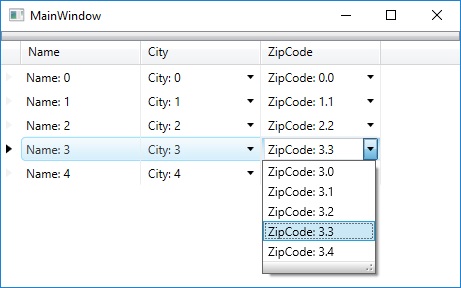 MainWindow
Name City ZipCode
Name: 0 City: 0 ZipCode: 0.0
Name: 1 City: 1 ZipCode: 1.1
Name: 2 City: 2 ZipCode: 2.2
Name: 3 City: 3 ZipCode: 3.3
Name: 4 City: 4
ZipCode: 3.0
ZipCode: 3.1
ZipCode: 3.2
ZipCode: 3.3
ZipCode: 3.4